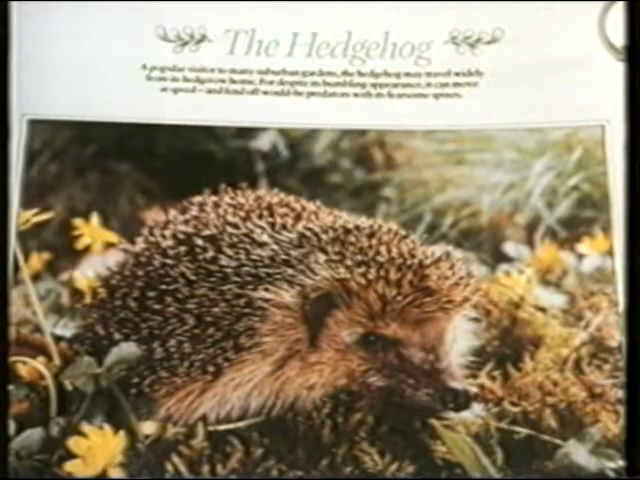 The Hedgehog
A popular visitor to many suburban gardens, the hedgehog may travel widely
from its hedgerow home. For despite its bumbling appearance, it can move
at speed – and fend off would-be predators with its fearsome spines.